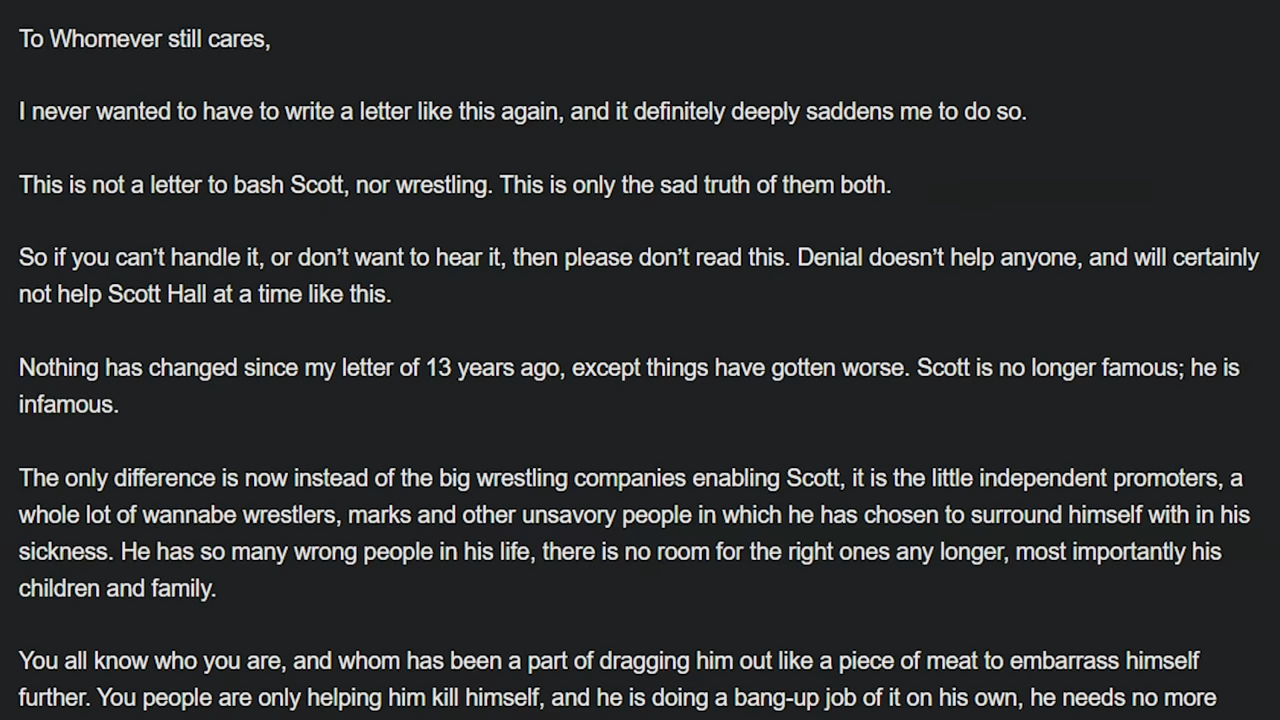 To Whomever still cares,
I never wanted to have to write a letter like this again, and it definitely deeply saddens me to do so.
This is not a letter to bash Scott, nor wrestling. This is only the sad truth of them both.
So if you can’t handle it, or don’t want to hear it, then please don’t read this. Denial doesn’t help anyone, and will certainly
not help Scott Hall at a time like this.
Nothing has changed since my letter of 13 years ago, except things have gotten worse. Scott is no longer famous; he is
infamous.
The only difference is now instead of the big wrestling companies enabling Scott, it is the little independent promoters, a
whole lot of wannabe wrestlers, marks and other unsavory people in which he has chosen to surround himself with in his
sickness. He has so many wrong people in his life, there is no room for the right ones any longer, most importantly his
children and family.
You all know who you are, and whom has been a part of dragging him out like a piece of meat to embarrass himself
further. You people are only helping him kill himself, and he is doing a bang-up job of it on his own, he needs no more